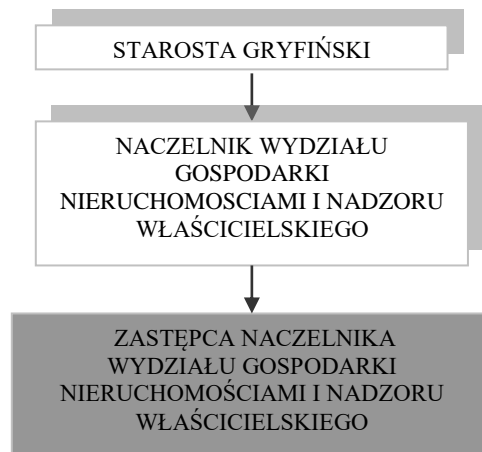 STAROSTA GRYFIŃSKI
NACZELNIK WYDZIAŁU
GOSPODARKI
NIERUCHOMOSCIAMI I NADZORU
WŁAŚCICIELSKIEGO
ZASTĘPCA NACZELNIKA
WYDZIAŁU GOSPODARKI
NIERUCHOMOŚCIAMI I NADZORU
WŁAŚCICIELSKIEGO